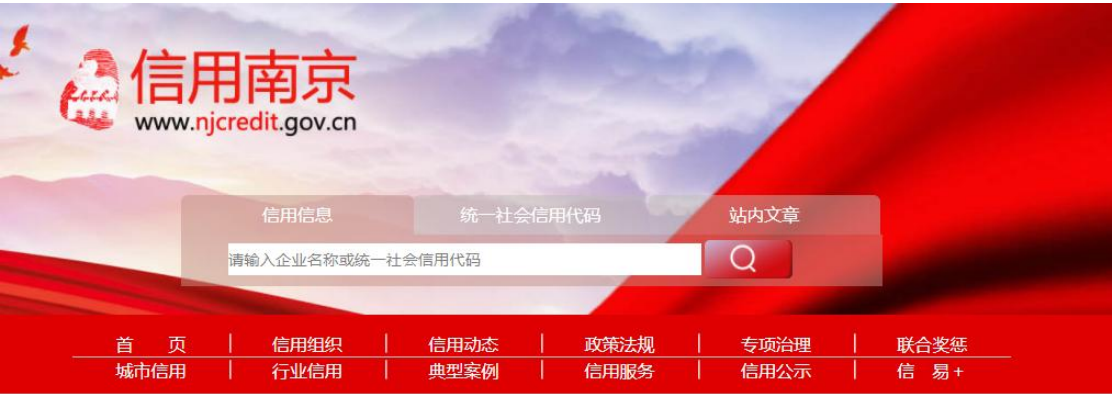 信用南京
www.njcredit.gov.cn
信用信息 统一社会信用代码 站内文章
请输入企业名称或统一社会信用代码
首 页 信用组织 信用动态 政策法规 专项治理 联合奖惩
城市信用 行业信用 典型案例 信用服务 信用公示 信 易+